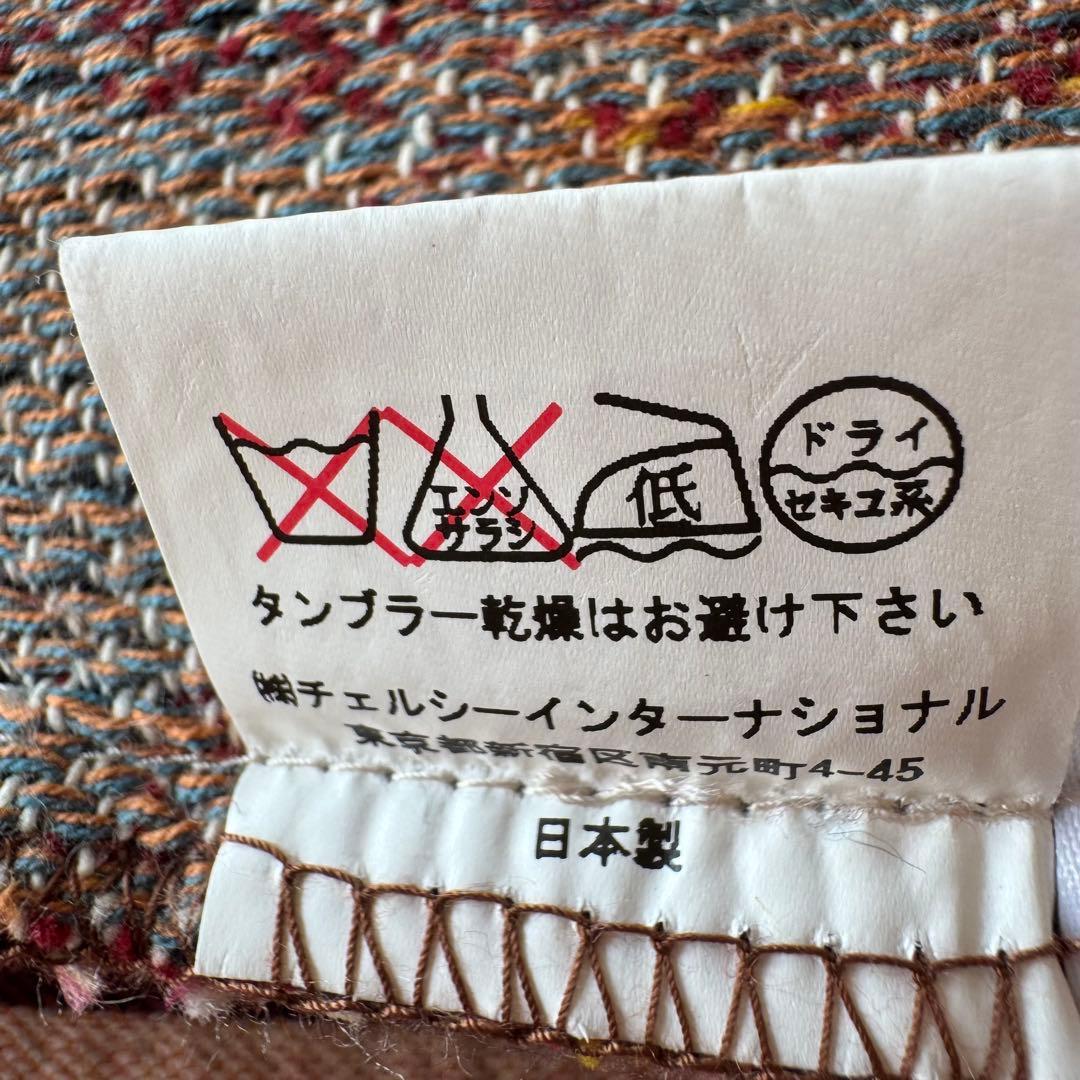 エンソ
サラシ
低
ドライ
セキユ系
タンブラー乾燥はお避け下さい
㈱チェルシーインターナショナル
東京都新宿区南元町4-45
日本製